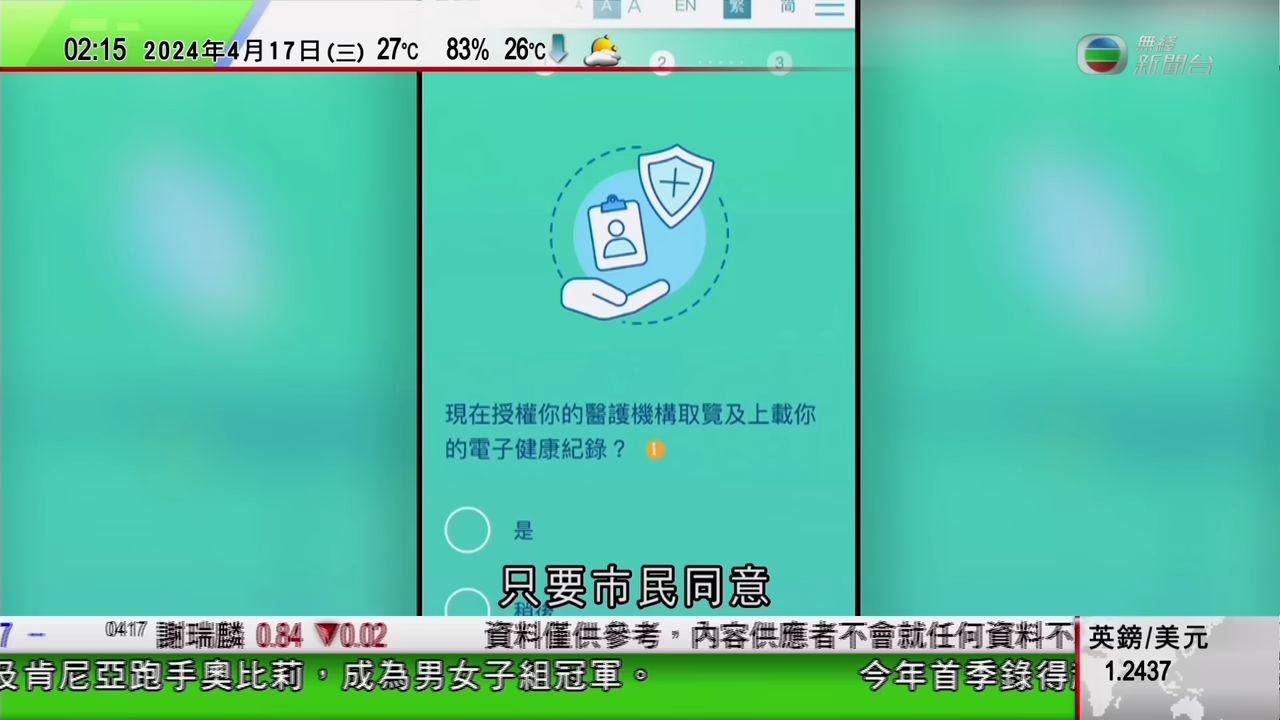 A A A EN 繁 简
02:15 2024年4月17日(三) 27℃ 83% 26℃
2 ····· 3
無綫
新聞台
現在授權你的醫護機構取覽及上載你
的電子健康紀錄？ i
是
稍後
只要市民同意
7 -- 0417 謝瑞麟 0.84 ▼0.02 資料僅供參考，內容供應者不會就任何資料不
英鎊/美元
1.2437
及肯尼亞跑手奧比莉，成為男女子組冠軍。 今年首季錄得